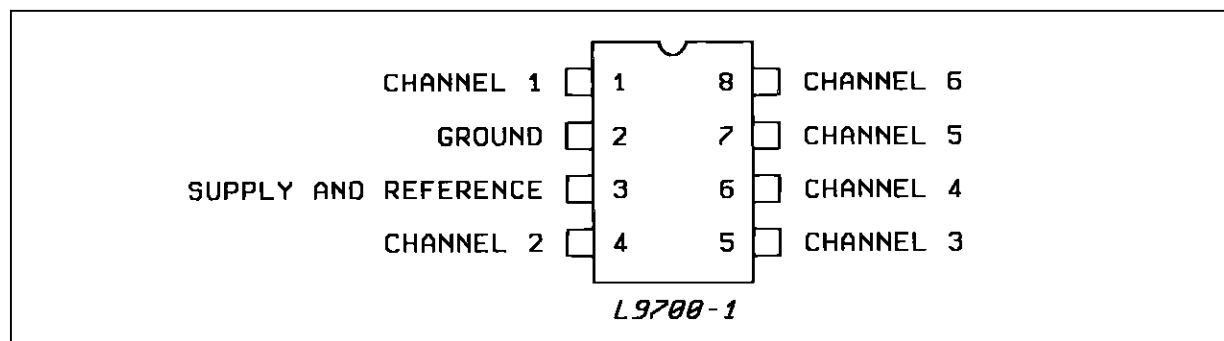 CHANNEL 1 1 8 CHANNEL 6
GROUND 2 7 CHANNEL 5
SUPPLY AND REFERENCE 3 6 CHANNEL 4
CHANNEL 2 4 5 CHANNEL 3
L9700-1